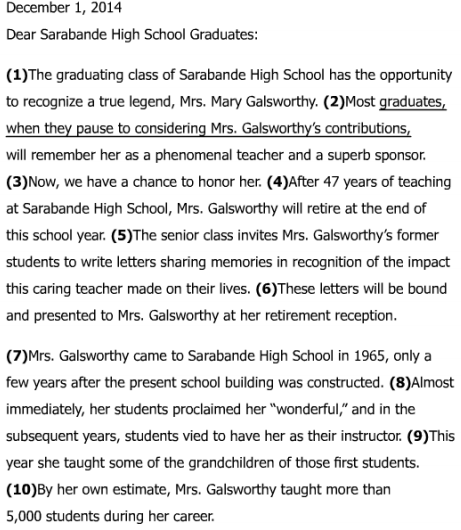 December 1, 2014
Dear Sarabande High School Graduates:
(1)The graduating class of Sarabande High School has the opportunity
to recognize a true legend, Mrs. Mary Galsworthy. (2)Most graduates,
when they pause to considering Mrs. Galsworthy's contributions,
will remember her as a phenomenal teacher and a superb sponsor.
(3)Now, we have a chance to honor her. (4)After 47 years of teaching
at Sarabande High School, Mrs. Galsworthy will retire at the end of
this school year. (5)The senior class invites Mrs. Galsworthy's former
students to write letters sharing memories in recognition of the impact
this caring teacher made on their lives. (6)These letters will be bound
and presented to Mrs. Galsworthy at her retirement reception.
(7)Mrs. Galsworthy came to Sarabande High School in 1965, only a
few years after the present school building was constructed. (8)Almost
immediately, her students proclaimed her "wonderful," and in the
subsequent years, students vied to have her as their instructor. (9)This
year she taught some of the grandchildren of those first students.
(10)By her own estimate, Mrs. Galsworthy taught more than
5,000 students during her career.